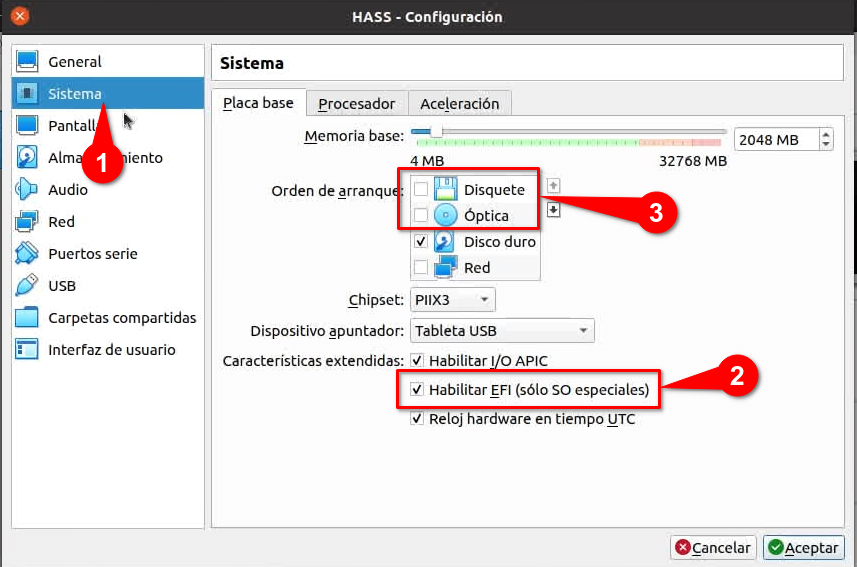 HASS - Configuración
General
Sistema
Pantall
1
Alma
miento
Audio
Red
Puertos serie
USB
Carpetas compartidas
Interfaz de usuario
Sistema
Placa base
Procesador
Aceleración
Memoria base:
2048 MB
4 MB
32768 MB
Orden de arranque:
Disquete
Óptica
Disco duro
Red
3
Chipset:
PIIX3
Dispositivo apuntador:
Tableta USB
Características extendidas:
Habilitar I/O APIC
Habilitar EFI (sólo SO especiales)
2
Reloj hardware en tiempo UTC
Cancelar
Aceptar